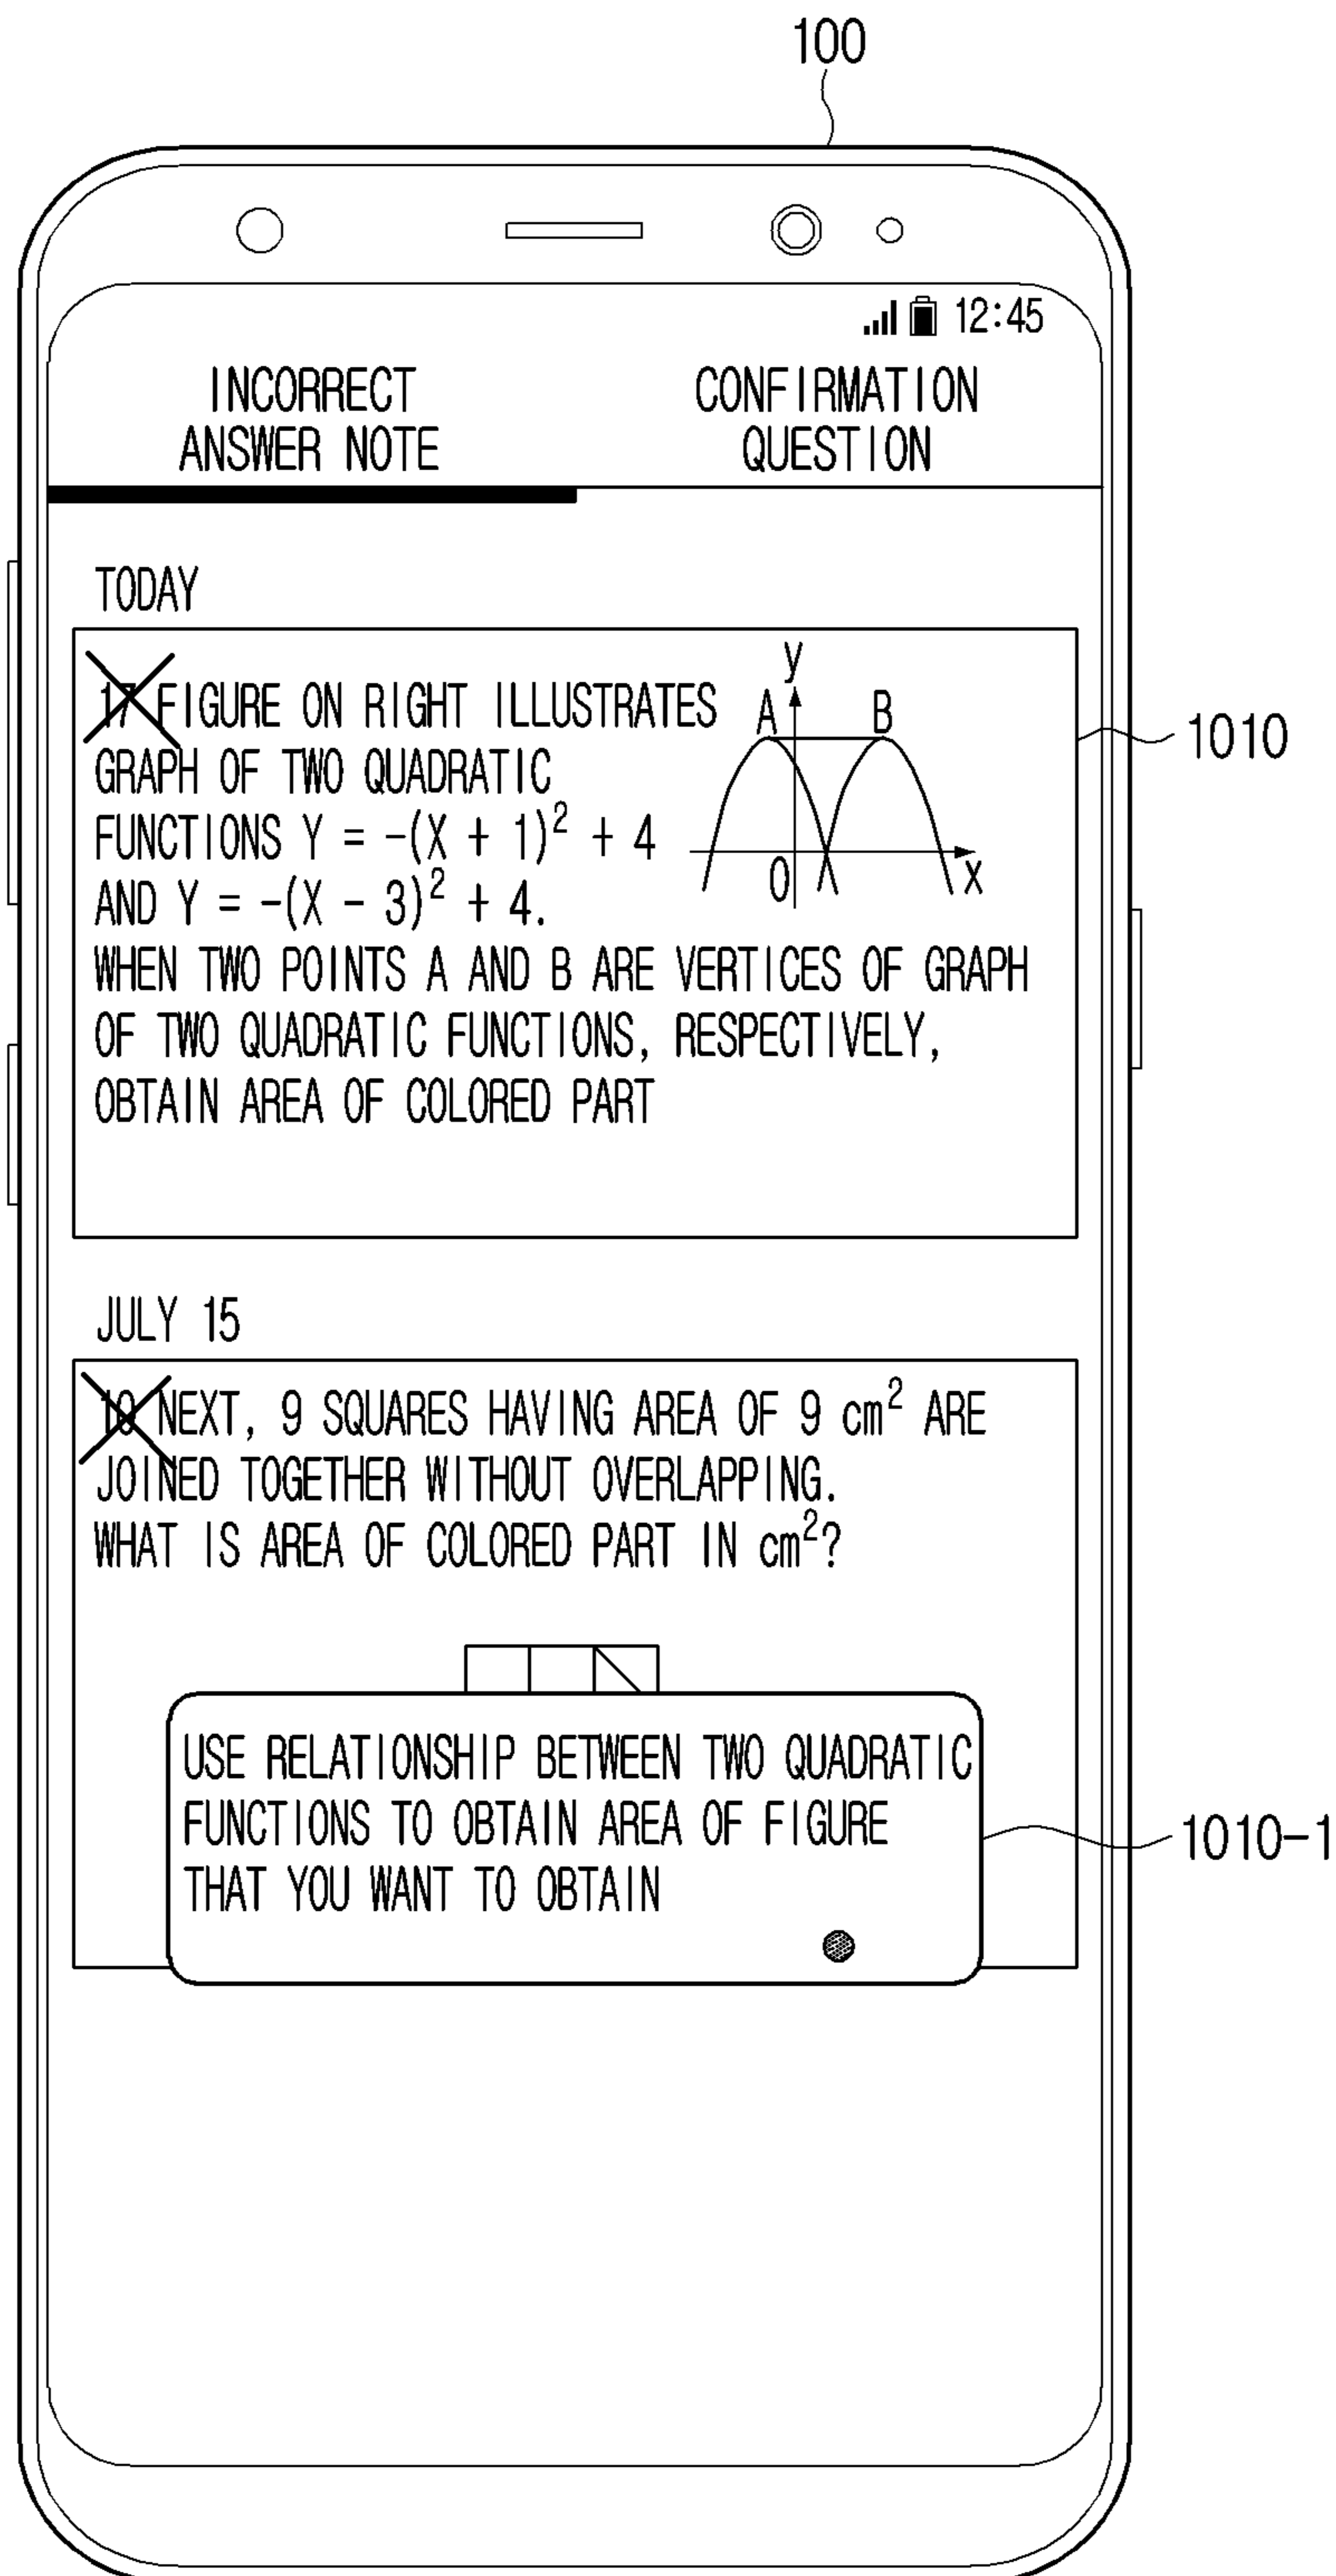 100
12:45
INCORRECT
ANSWER NOTE
CONFIRMATION
QUESTION
TODAY
17 FIGURE ON RIGHT ILLUSTRATES
GRAPH OF TWO QUADRATIC
FUNCTIONS Y = -(X + 1)² + 4
AND Y = -(X - 3)² + 4.
WHEN TWO POINTS A AND B ARE VERTICES OF GRAPH
OF TWO QUADRATIC FUNCTIONS, RESPECTIVELY,
OBTAIN AREA OF COLORED PART
y
A B
0 x
1010
JULY 15
10 NEXT, 9 SQUARES HAVING AREA OF 9 cm² ARE
JOINED TOGETHER WITHOUT OVERLAPPING.
WHAT IS AREA OF COLORED PART IN cm²?
USE RELATIONSHIP BETWEEN TWO QUADRATIC
FUNCTIONS TO OBTAIN AREA OF FIGURE
THAT YOU WANT TO OBTAIN
1010-1